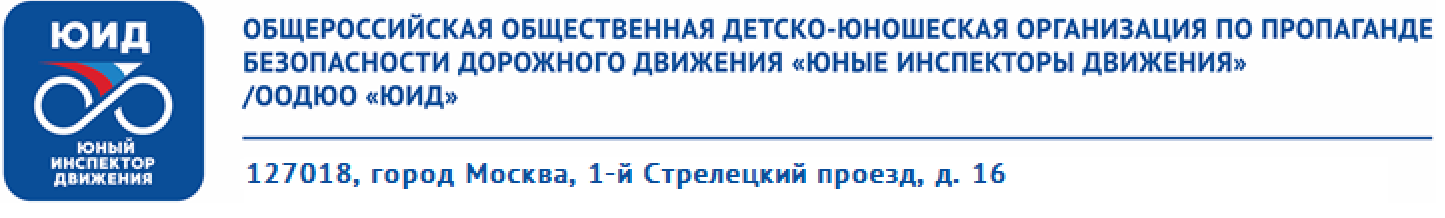 ЮИД
ЮНЫЙ
ИНСПЕКТОР
ДВИЖЕНИЯ
ОБЩЕРОССИЙСКАЯ ОБЩЕСТВЕННАЯ ДЕТСКО-ЮНОШЕСКАЯ ОРГАНИЗАЦИЯ ПО ПРОПАГАНДЕ
БЕЗОПАСНОСТИ ДОРОЖНОГО ДВИЖЕНИЯ «ЮНЫЕ ИНСПЕКТОРЫ ДВИЖЕНИЯ»
/ООДЮО «ЮИД»
127018, город Москва, 1-й Стрелецкий проезд, д. 16